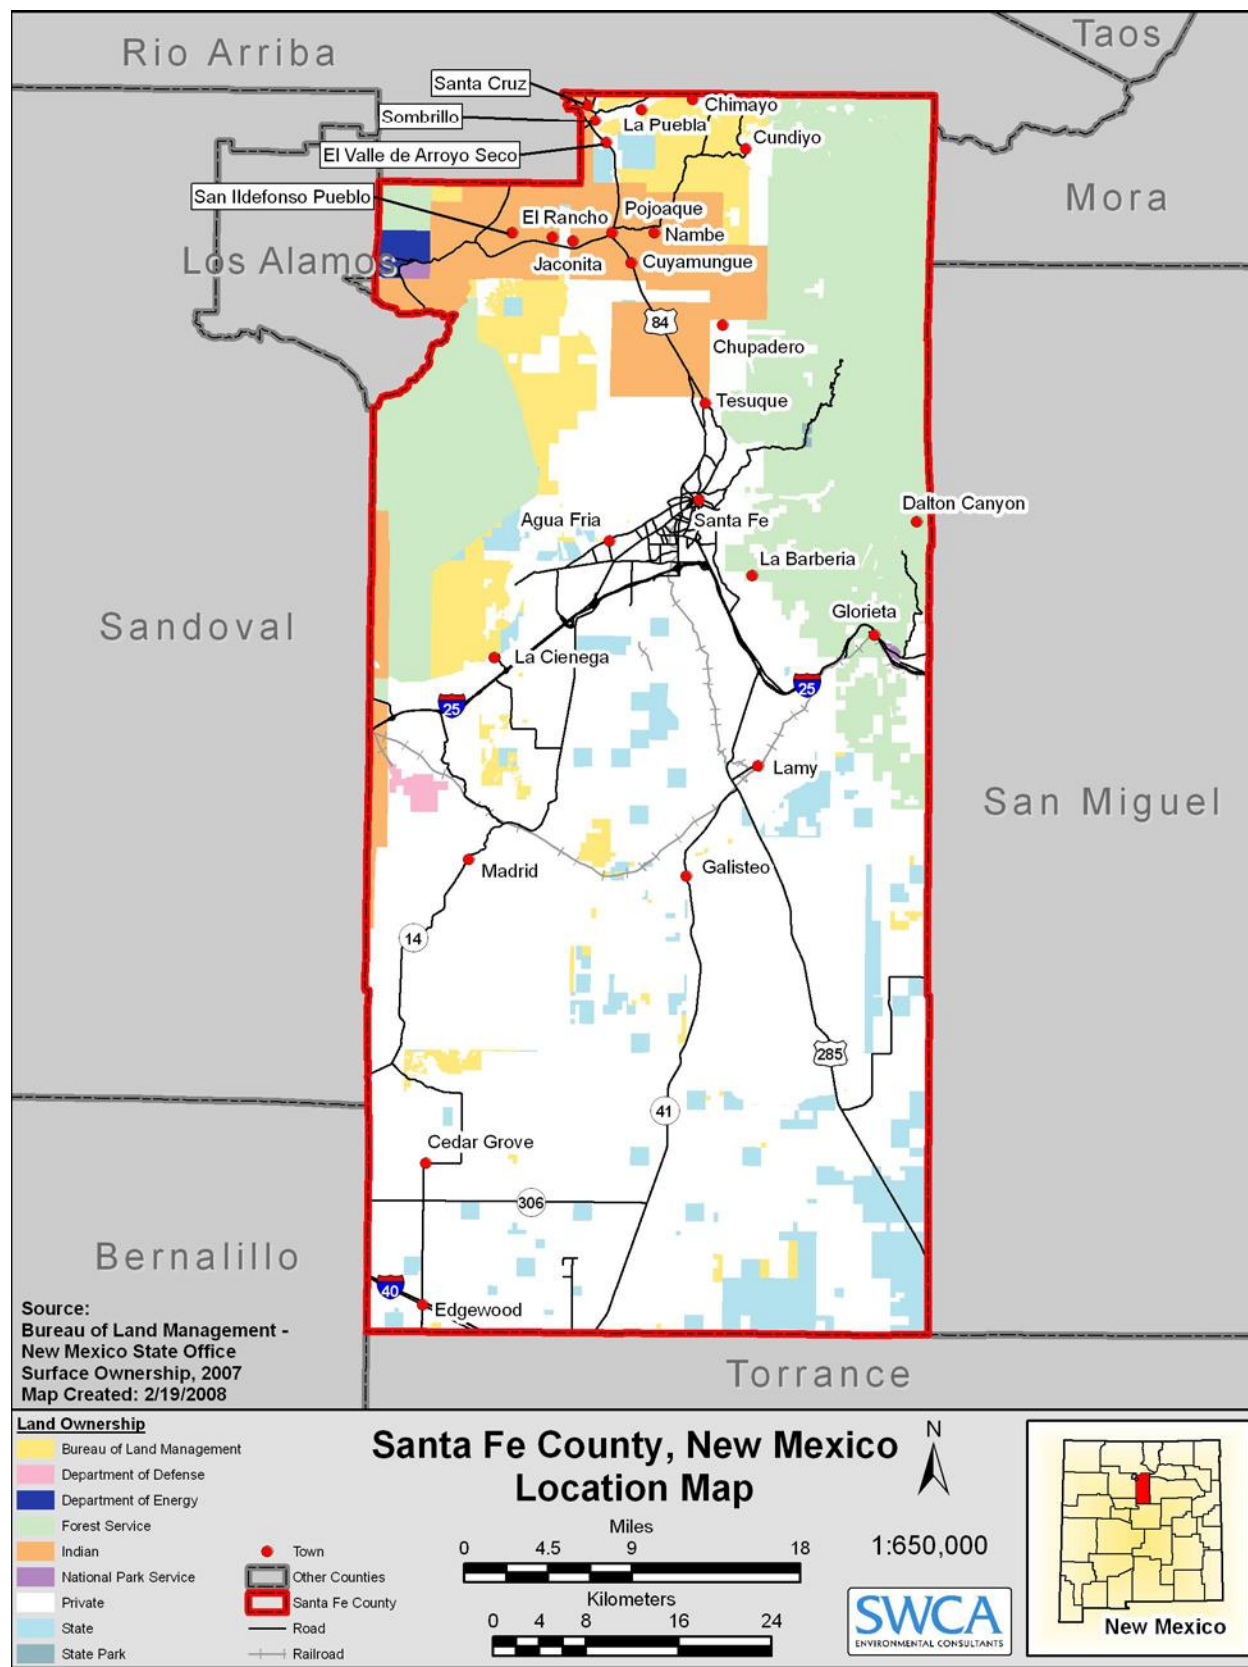 Rio Arriba
Taos
Santa Cruz
Chimayo
Sombrillo
La Puebla
Cundiyo
El Valle de Arroyo Seco
San Ildefonso Pueblo
Mora
El Rancho
Pojoaque
Nambe
Los Alamos
Jaconita
Cuyamungue
84
Chupadero
Tesuque
Dalton Canyon
Agua Fria
Santa Fe
La Barberia
Glorieta
Sandoval
La Cienega
25
25
Lamy
San Miguel
Madrid
Galisteo
14
285
41
Cedar Grove
306
Bernalillo
40
Edgewood
Source:
Bureau of Land Management -
New Mexico State Office
Surface Ownership, 2007
Map Created: 2/19/2008
Torrance
Land Ownership
Bureau of Land Management
Department of Defense
Department of Energy
Forest Service
Indian
National Park Service
Private
State
State Park
Town
Other Counties
Santa Fe County
Road
Railroad
Santa Fe County, New Mexico
Location Map
Miles
0 4.5 9 18
Kilometers
0 4 8 16 24
N
1:650,000
SWCA
ENVIRONMENTAL CONSULTANTS
New Mexico